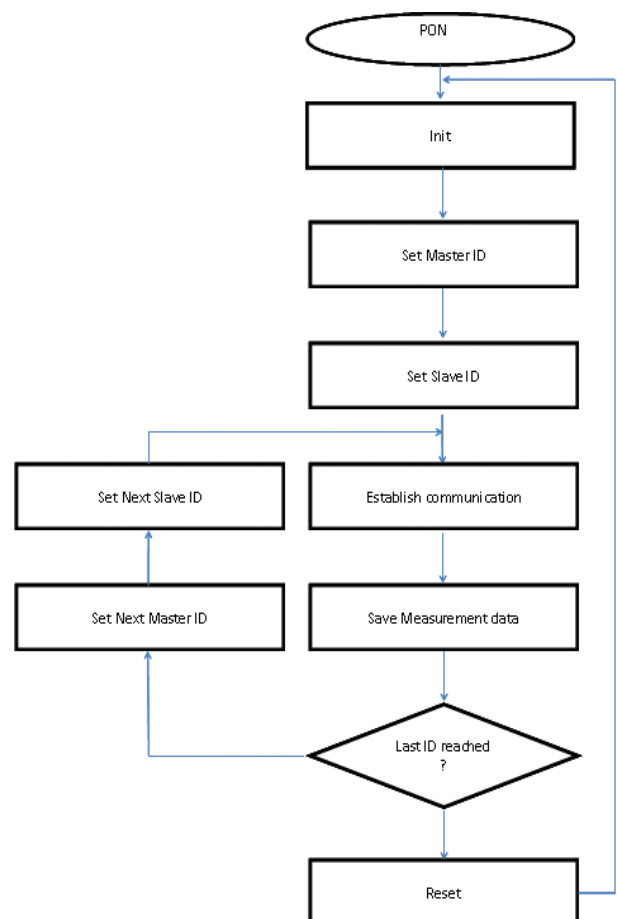 PON
Init
Set Master ID
Set Slave ID
Set Next Slave ID
Establish communication
Set Next Master ID
Save Measurement data
Last ID reached
?
Reset